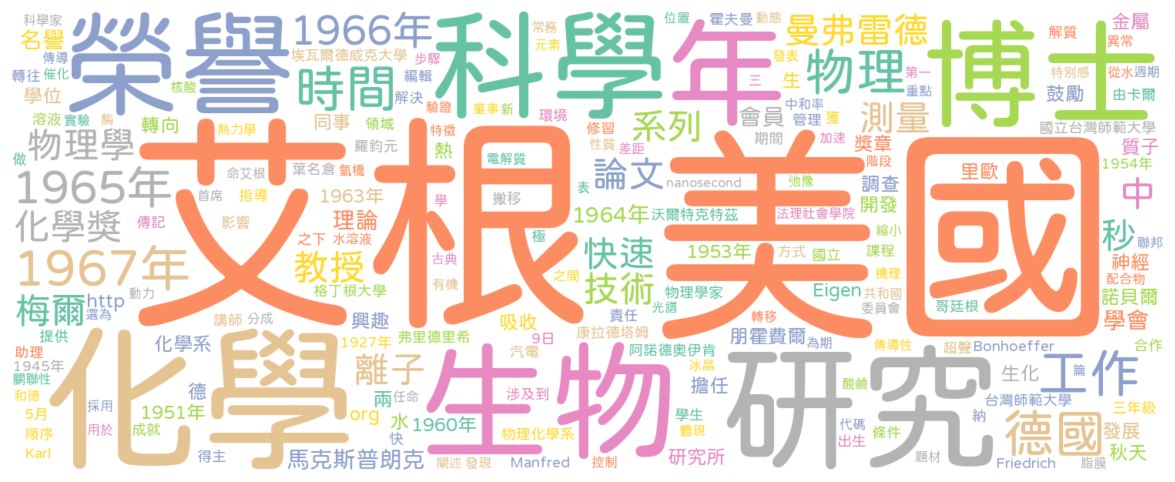 科學家
名譽
傳導
轉往
催化
學位
溶液
實驗
酶
核酸
榮譽
1966年
埃瓦爾德威克大學
步驟
時間
編輯
解決
驗證
同事
領域
轉向
科學
年
常務
元素
董事
新
環境
霍夫曼
動態
位置
曼弗雷德
發表
生
物理
三
中和率
管理
獲
第一
重點
博士
金屬
解質
異常
特別感
從水
週期
鼓勵
由卡爾
國立台灣師範大學
系列
會員
測量
期間
修習
性質
差距
加速
獎章
階段
質子
1954年
做
物理學
熱力學
羅鈞元
特徵
熱
電解質
葉名倉
氫橋
命艾根
首席
指導
1965年
化學獎
傳記
影響
1963年
理論
之下
水溶液
學
古典
有機
極
搬移
艾根
美國
論文
nanosecond
表
弛豫
里歐
調查
開發
中
1964年
沃爾特克特茲
法理社會學院
縮小
1953年
方式
國立
課程
機理
秒
聯邦
神經
配合物
1967年
教授
格丁根大學
之間
快速
技術
物理學家
光譜
責任
轉移
Eigen
共和國
委員會
哥廷根
諾貝爾
學會
梅爾
http
選為
動力
提供
講師
分成
興趣
弗里德里希
吸收
9日
康拉德塔姆
朋霍費爾
為期
傳導性
超聲
Bonhoeffer
合作
助理
1945年
關聯性
和德
5月
順序
Karl
化學系
1927年
離子
汽電
阿諾德奧伊肯
冰晶
生化
工作
篇
化學
生物
研究
德
1951年
採用
用於
成就
得主
org
兩
任命
水
1960年
快
涉及到
物理化學系
擔任
學生
體現
酸鹼
代碼
出生
納
台灣師範大學
三年級
條件
德國
發展
秋天
馬克斯普朗克
闡述
發現
Manfred
控制
研究所
題材
Friedrich
脂膜